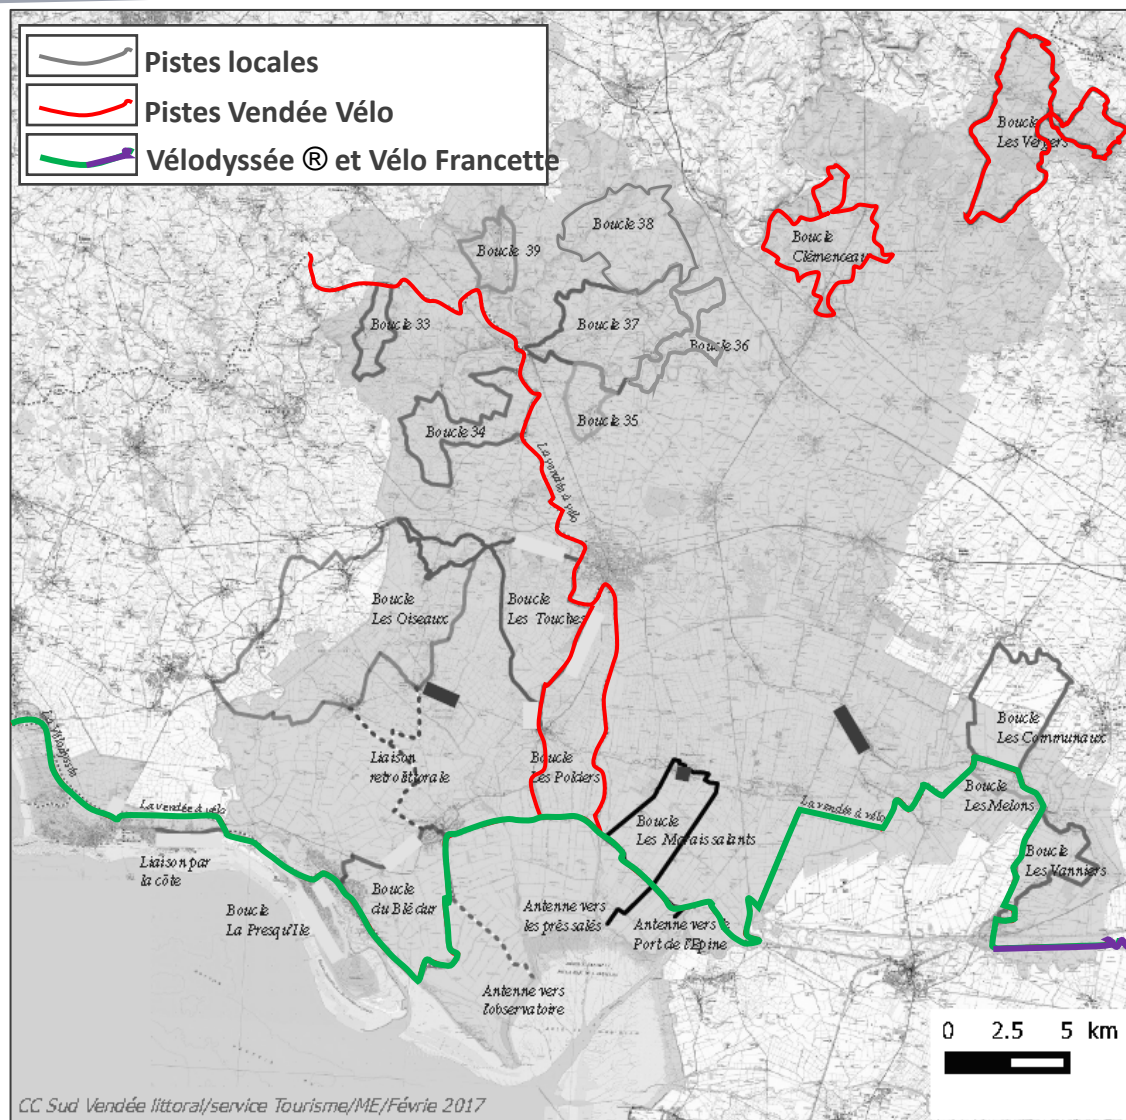 Pistes locales
Pistes Vendée Vélo
Vélodyssée ® et Vélo Francette
Boucle
Les Vergers
Boucle 38
Boucle
Clémenceau
Boucle 39
Boucle 33
Boucle 37
Boucle 36
Boucle 35
Boucle 34
La vendée à vélo
Boucle
Les Oiseaux
Boucle
Les Touches
Boucle
Les Communaux
La Vélodyssée
Liaison
retrolittorale
Boucle
Les Polders
Boucle
Les Melons
La vendée à vélo
La vendée à vélo
Boucle
Les Marais salants
Liaison par
la côte
Boucle
du Blé dur
Boucle
Les Vanniers
Boucle
La Presqu'Ile
Antenne vers
les prés salés
Antenne vers le
Port de l'Epine
Antenne vers
l'observatoire
0 2.5 5 km
CC Sud Vendée littoral/service Tourisme/ME/Février 2017